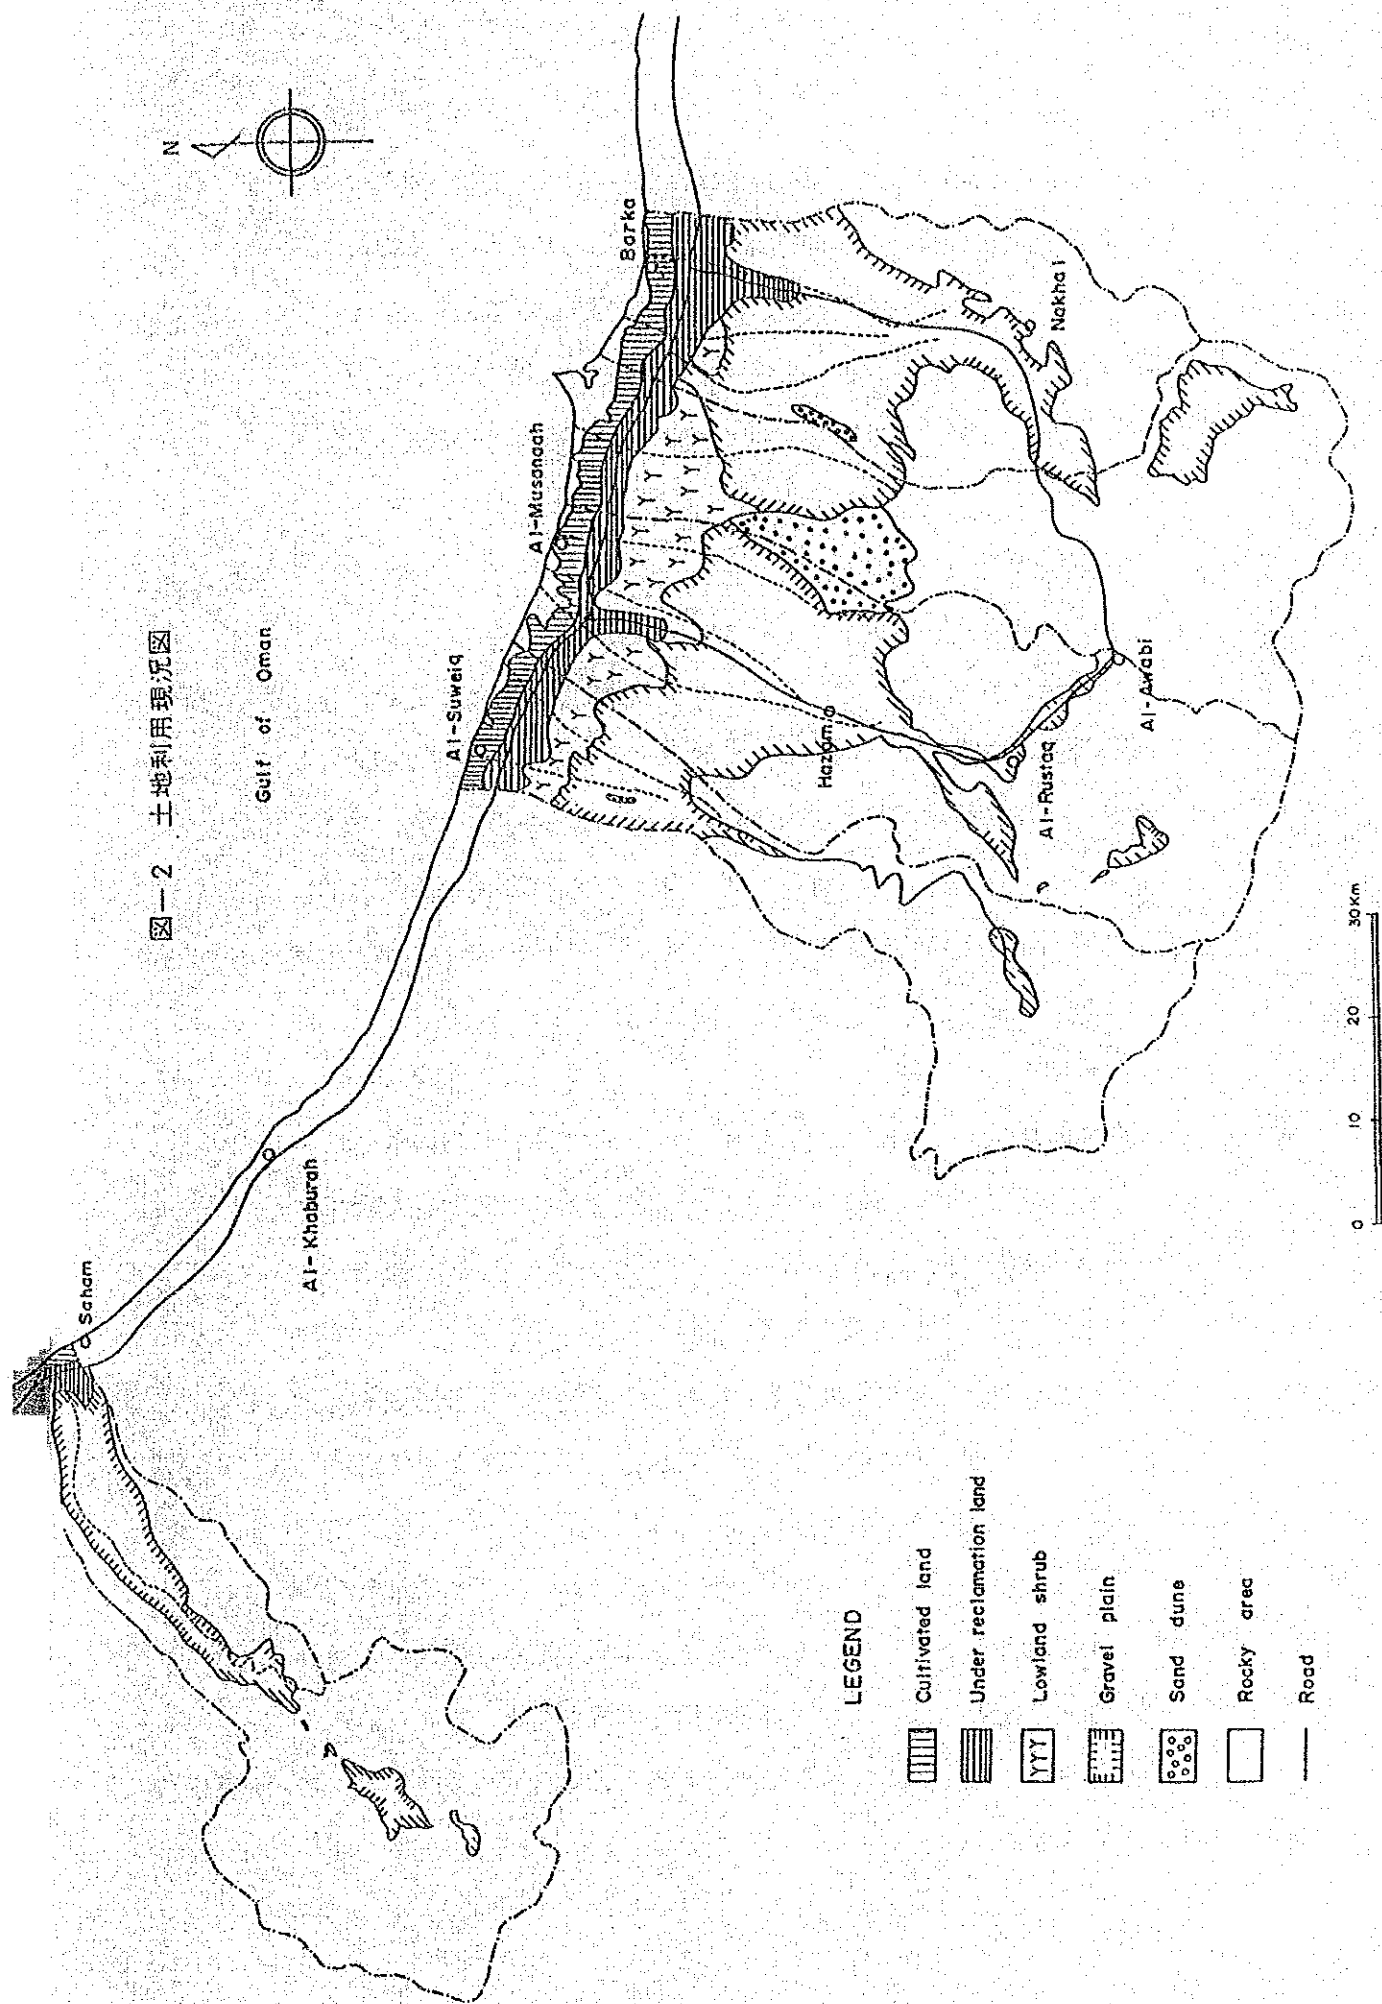 図-2 土地利用現況図
N
Gulf of Oman
Saham
Al-Khaburah
Al-Suweiq
Al-Musanaah
Barka
Hazam
Nakhal
Al-Rustaq
Al-Awabi
LEGEND
Cultivated land
Under reclamation land
Lowland shrub
Gravel plain
Sand dune
Rocky area
Road
0 10 20 30Km